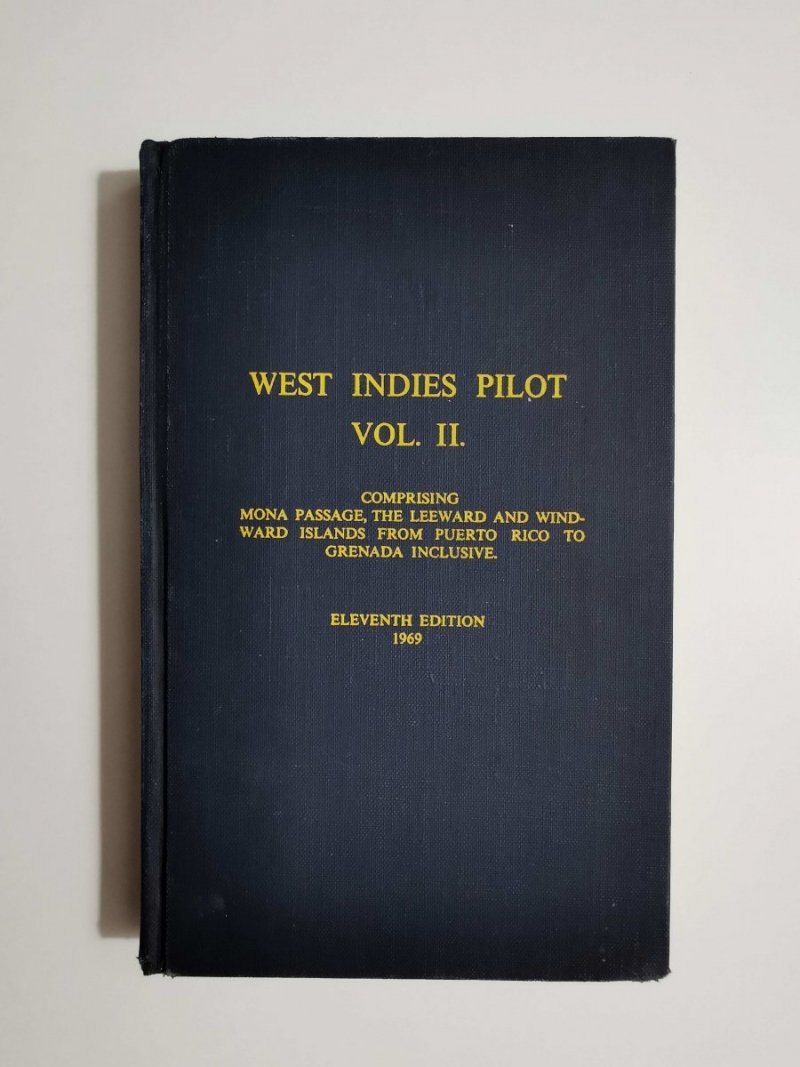 WEST INDIES PILOT
VOL. II.
COMPRISING
MONA PASSAGE, THE LEEWARD AND WIND-
WARD ISLANDS FROM PUERTO RICO TO
GRENADA INCLUSIVE.
ELEVENTH EDITION
1969